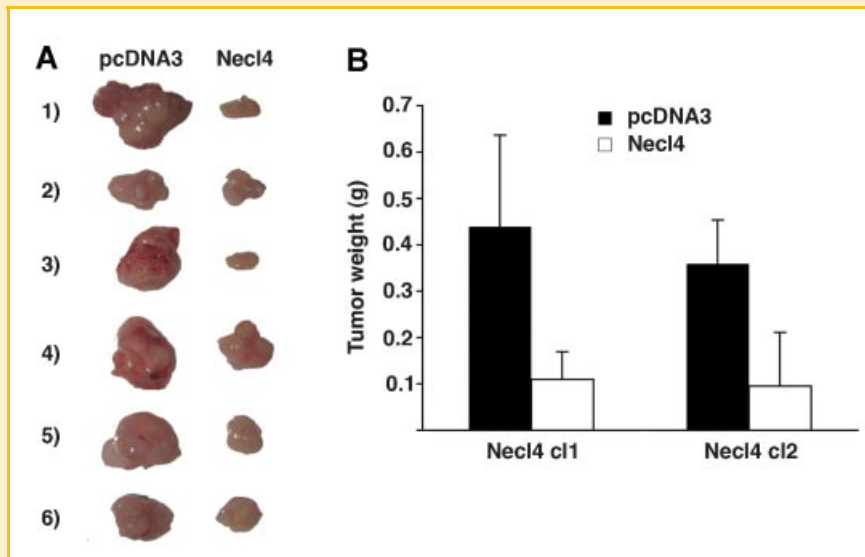 A
pcDNA3 Necl4
1)
2)
3)
4)
5)
6)
B
pcDNA3
Necl4
Tumor weight (g)
0.7
0.6
0.5
0.4
0.3
0.2
0.1
Necl4 cl1 Necl4 cl2